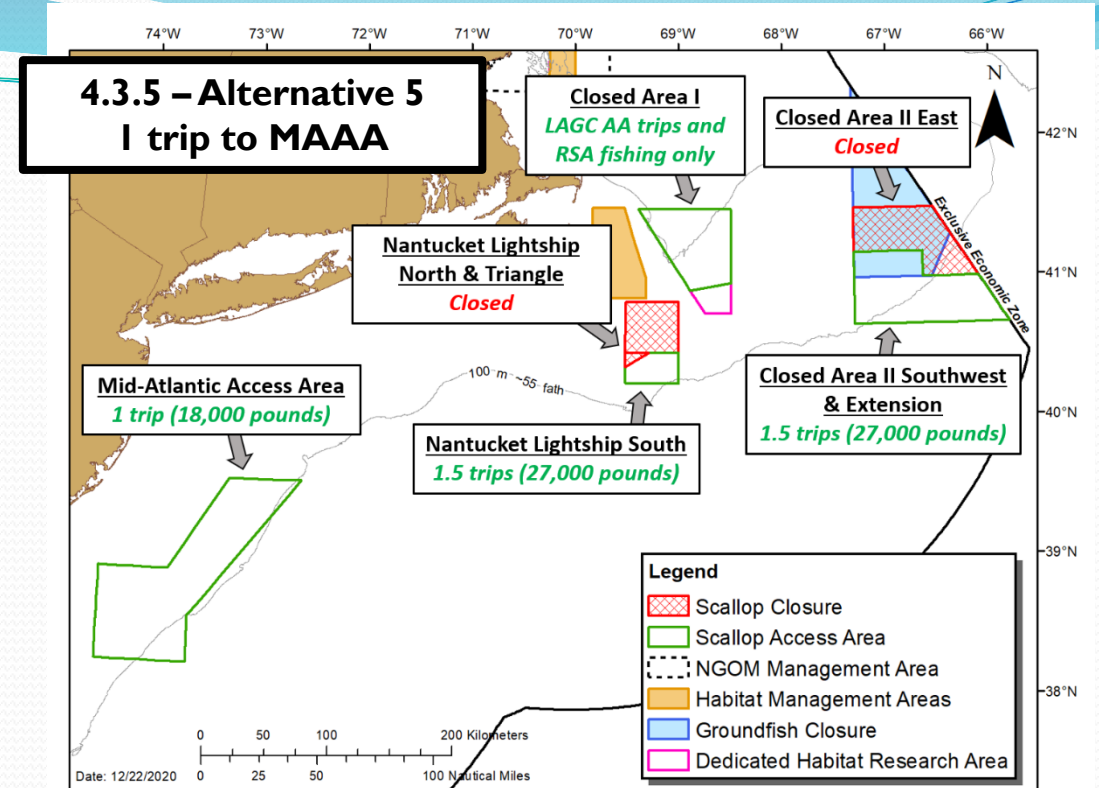 74°W 73°W 72°W 71°W 70°W 69°W 68°W 67°W 66°W
4.3.5 – Alternative 5
1 trip to MAAA
Closed Area I
LAGC AA trips and
RSA fishing only
Closed Area II East
Closed
N
42°N
Exclusive Economic Zone
Nantucket Lightship
North & Triangle
Closed
41°N
100 m ~55 fath
Mid-Atlantic Access Area
1 trip (18,000 pounds)
Closed Area II Southwest
& Extension
1.5 trips (27,000 pounds)
40°N
Nantucket Lightship South
1.5 trips (27,000 pounds)
39°N
Legend
Scallop Closure
Scallop Access Area
NGOM Management Area
Habitat Management Areas
Groundfish Closure
Dedicated Habitat Research Area
38°N
0 50 100 200 Kilometers
Date: 12/22/2020 0 25 50 100 Nautical Miles